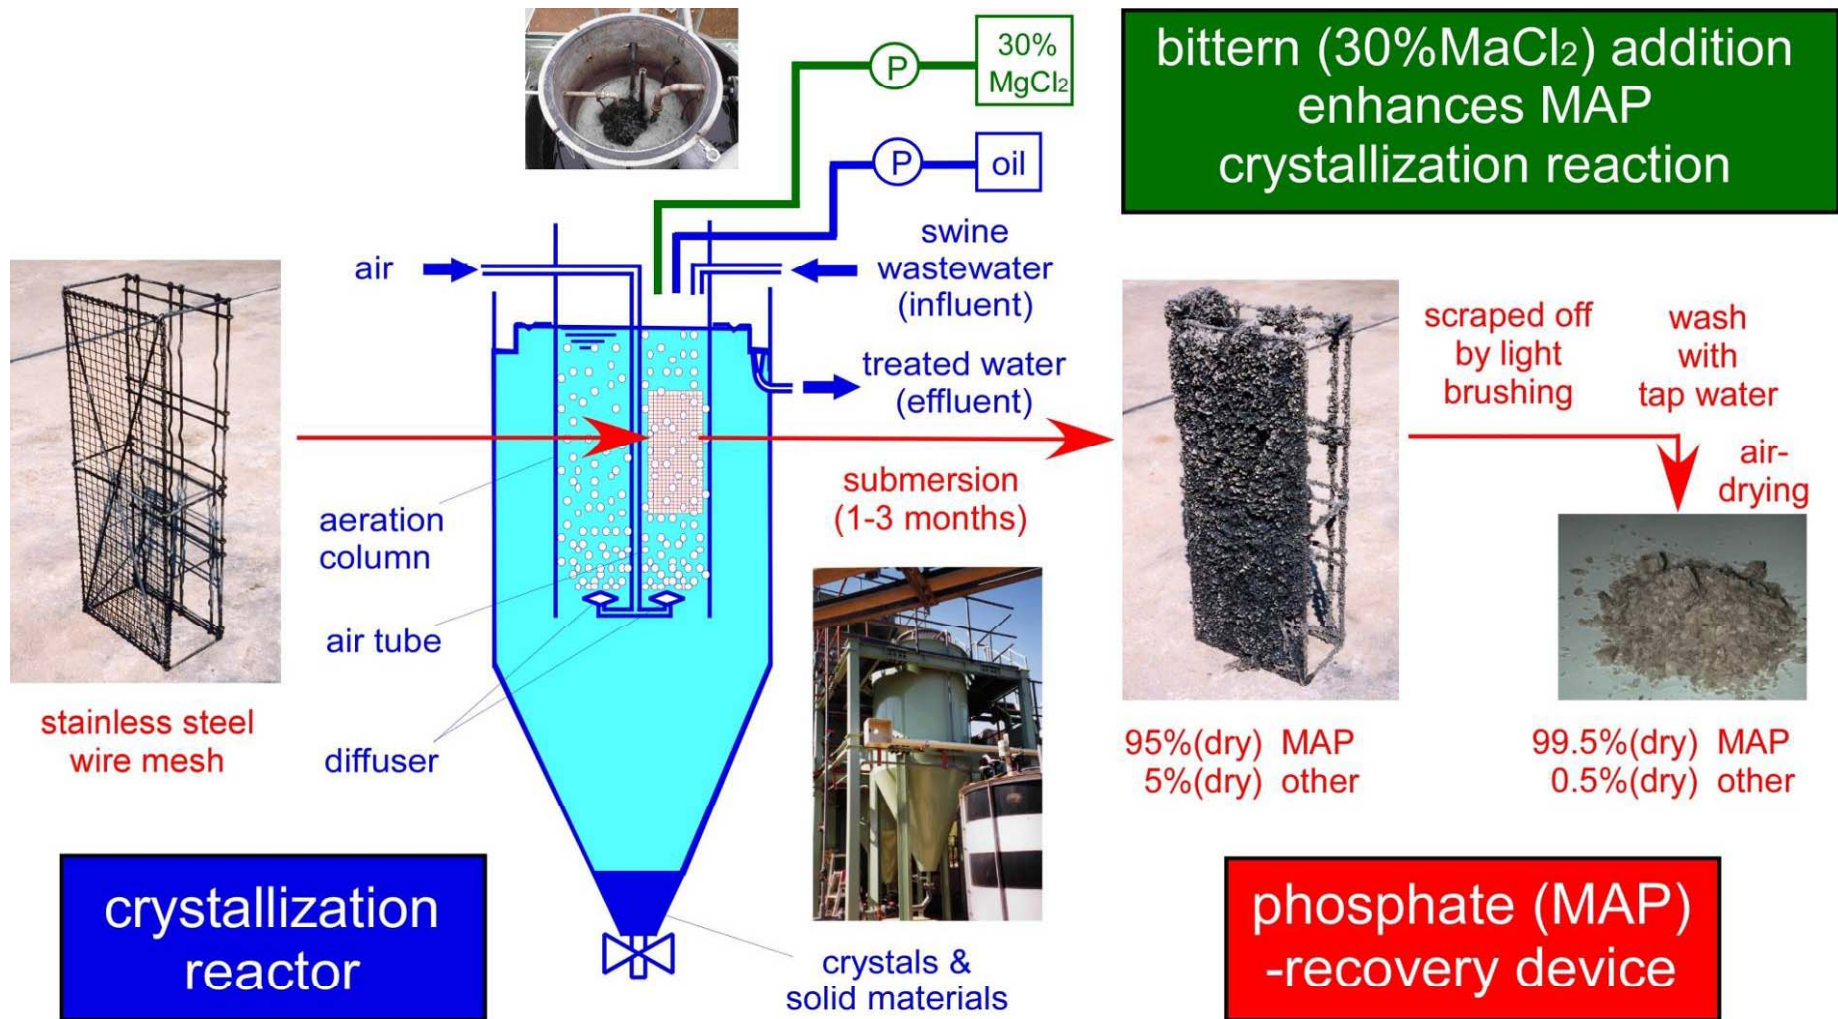 30%
MgCl2
P
bittern (30%MaCl2) addition
enhances MAP
crystallization reaction
P
oil
air
swine
wastewater
(influent)
treated water
(effluent)
scraped off
by light
brushing
wash
with
tap water
air-
drying
submersion
(1-3 months)
aeration
column
air tube
diffuser
stainless steel
wire mesh
95%(dry) MAP
5%(dry) other
99.5%(dry) MAP
0.5%(dry) other
crystallization
reactor
crystals &
solid materials
phosphate (MAP)
-recovery device